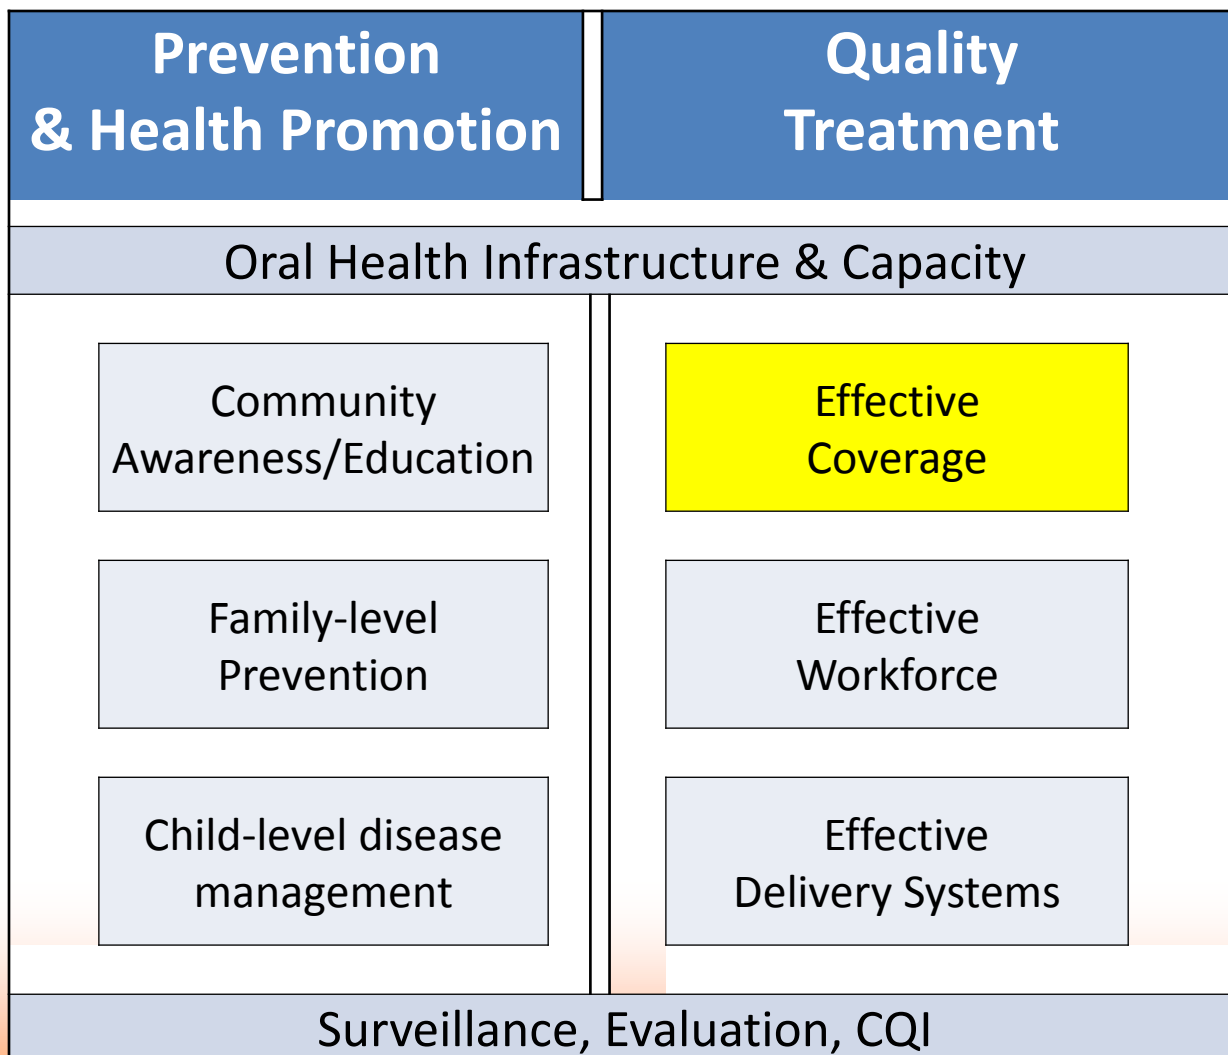 Prevention
& Health Promotion
Quality
Treatment
Oral Health Infrastructure & Capacity
Community
Awareness/Education
Effective
Coverage
Family-level
Prevention
Effective
Workforce
Child-level disease
management
Effective
Delivery Systems
Surveillance, Evaluation, CQI